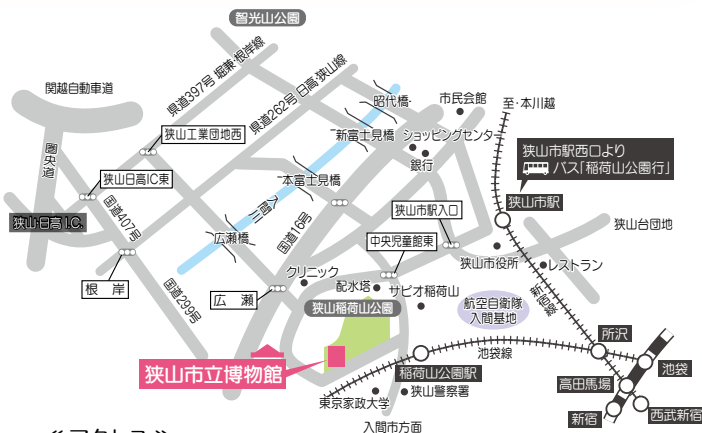 智光山公園
関越自動車道
県道397号 堀兼・根岸線
県道262号 日高・狭山線
昭代橋
市民会館
至・本川越
狭山工業団地西
新富士見橋
ショッピングセンター
銀行
狭山市駅西口より
バス「稲荷山公園行」
圏央道
狭山日高IC東
本富士見橋
狭山市駅
狭山・日高I.C.
国道407号
入間川
国道16号
狭山市駅入口
狭山台団地
広瀬橋
中央児童館東
狭山市役所
レストラン
根 岸
国道299号
クリニック
配水塔
サピオ稲荷山
新宿線
広 瀬
狭山稲荷山公園
航空自衛隊
入間基地
所沢
池袋線
狭山市立博物館
稲荷山公園駅
池袋
高田馬場
東京家政大学
狭山警察署
新宿
西武新宿
入間市方面